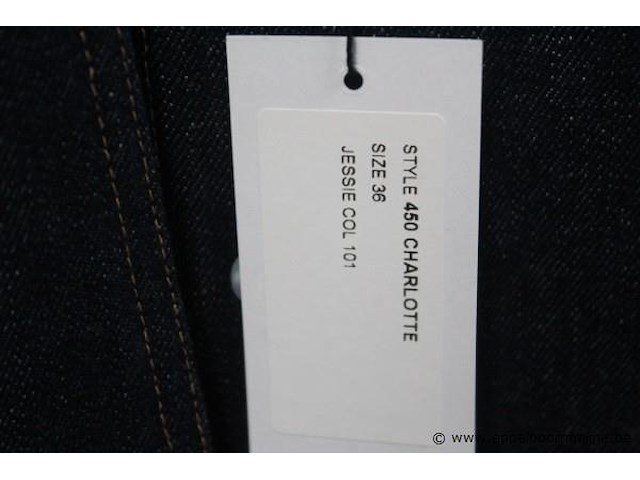 STYLE 450 CHARLOTTE
SIZE 36
JESSIE COL 101